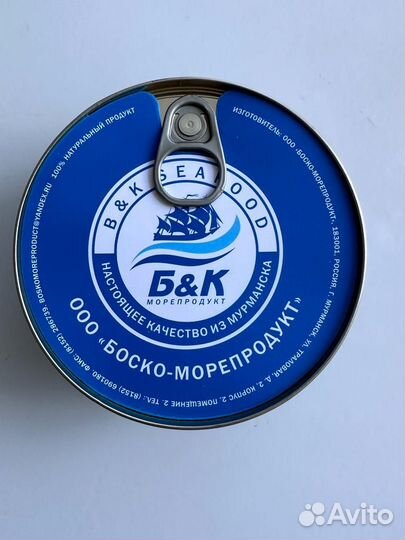 100% НАТУРАЛЬНЫЙ ПРОДУКТ
ИЗГОТОВИТЕЛЬ: ООО «БОСКО-МОРЕПРОДУКТ», 183001, РОССИЯ, Г. МУРМАНСК, УЛ. ТРАЛОВАЯ, Д. 2, КОРПУС 2, ПОМЕЩЕНИЕ 2. ТЕЛ.: (8152) 690180, ФАКС: (8152) 286739, BOSKOMOREPRODUCT@YANDEX.RU
B&K SEAFOOD
Б&К
МОРЕПРОДУКТ
НАСТОЯЩЕЕ КАЧЕСТВО ИЗ МУРМАНСКА
ООО "БОСКО-МОРЕПРОДУКТ"
Avito